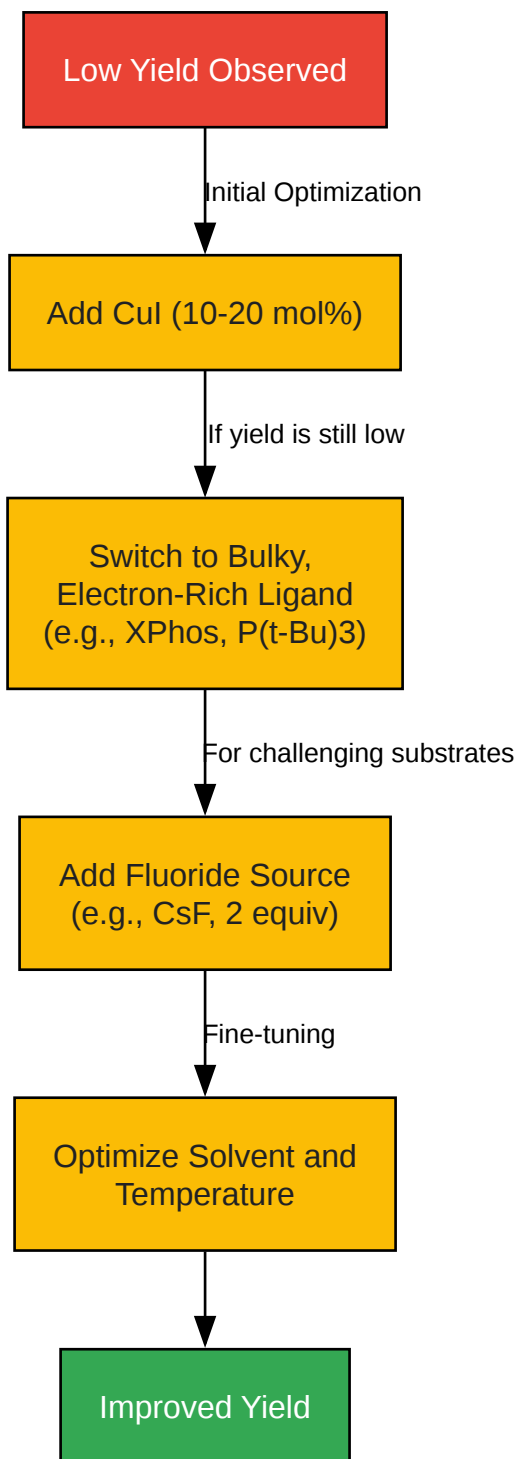 Low Yield Observed
Initial Optimization
Add CuI (10-20 mol%)
If yield is still low
Switch to Bulky,
Electron-Rich Ligand
(e.g., XPhos, P(t-Bu)3)
For challenging substrates
Add Fluoride Source
(e.g., CsF, 2 equiv)
Fine-tuning
Optimize Solvent and
Temperature
Improved Yield